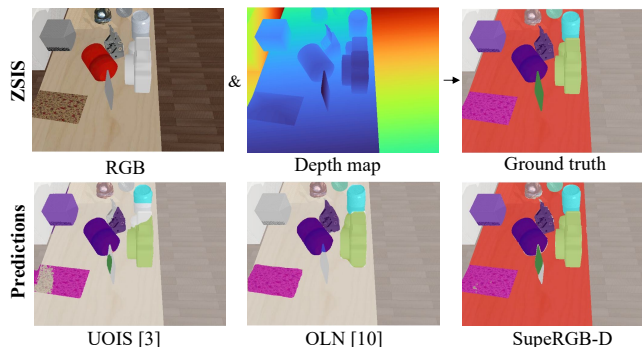 ZSIS
&
RGB
Depth map
Ground truth
Predictions
UOIS [3]
OLN [10]
SupeRGB-D